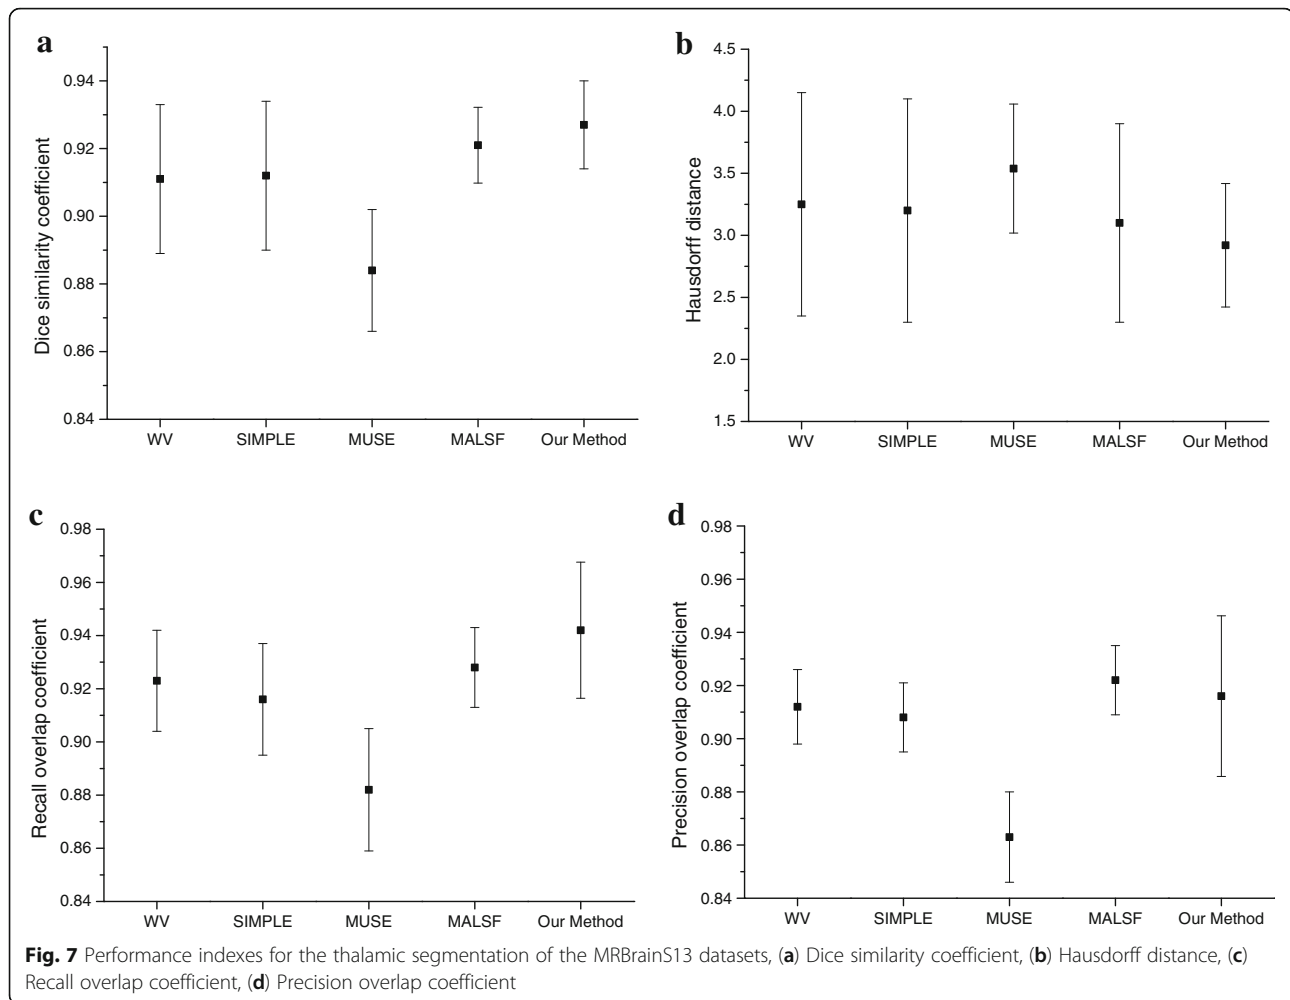 a
0.94
0.92
0.90
0.88
0.86
0.84
Dice similarity coefficient
WV SIMPLE MUSE MALSF Our Method
b
4.5
4.0
3.5
3.0
2.5
2.0
1.5
Hausdorff distance
WV SIMPLE MUSE MALSF Our Method
c
0.98
0.96
0.94
0.92
0.90
0.88
0.86
0.84
Recall overlap coefficient
WV SIMPLE MUSE MALSF Our Method
d
0.98
0.96
0.94
0.92
0.90
0.88
0.86
0.84
Precision overlap coefficient
WV SIMPLE MUSE MALSF Our Method
Fig. 7 Performance indexes for the thalamic segmentation of the MRBrainS13 datasets, (a) Dice similarity coefficient, (b) Hausdorff distance, (c)
Recall overlap coefficient, (d) Precision overlap coefficient